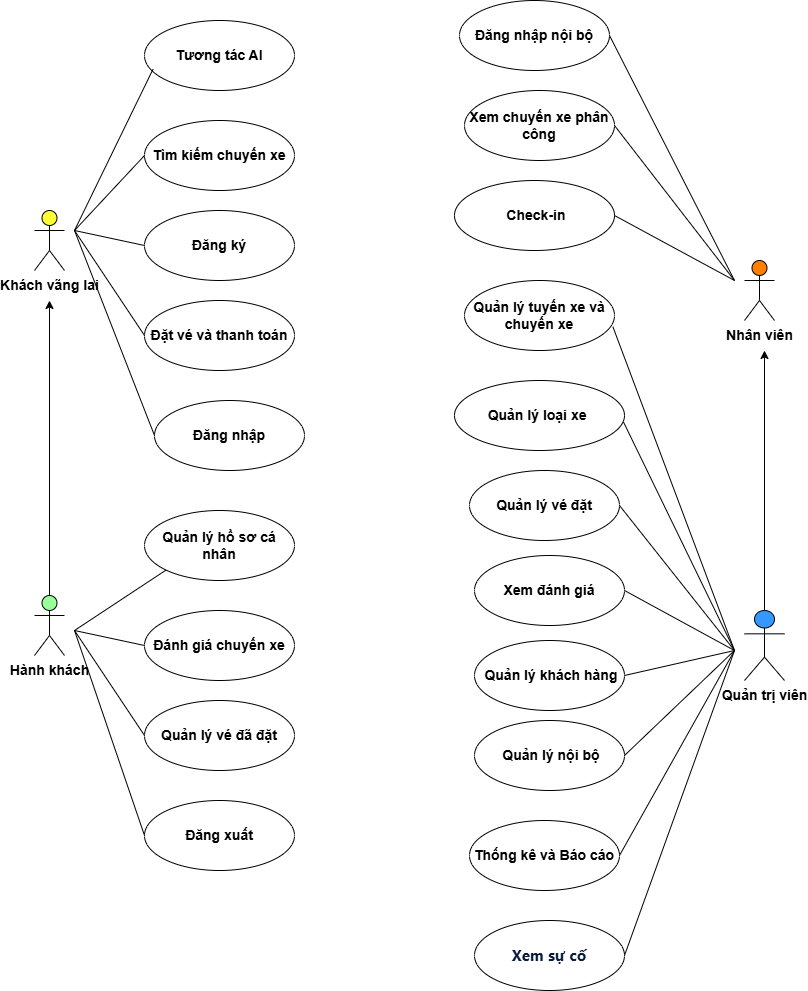 Tương tác AI
Tìm kiếm chuyến xe
Đăng ký
Khách vãng lai
Đặt vé và thanh toán
Đăng nhập
Quản lý hồ sơ cá
nhân
Hành khách
Đánh giá chuyến xe
Quản lý vé đã đặt
Đăng xuất
Đăng nhập nội bộ
Xem chuyến xe phân
công
Check-in
Nhân viên
Quản lý tuyến xe và
chuyến xe
Quản lý loại xe
Quản lý vé đặt
Xem đánh giá
Quản lý khách hàng
Quản trị viên
Quản lý nội bộ
Thống kê và Báo cáo
Xem sự cố